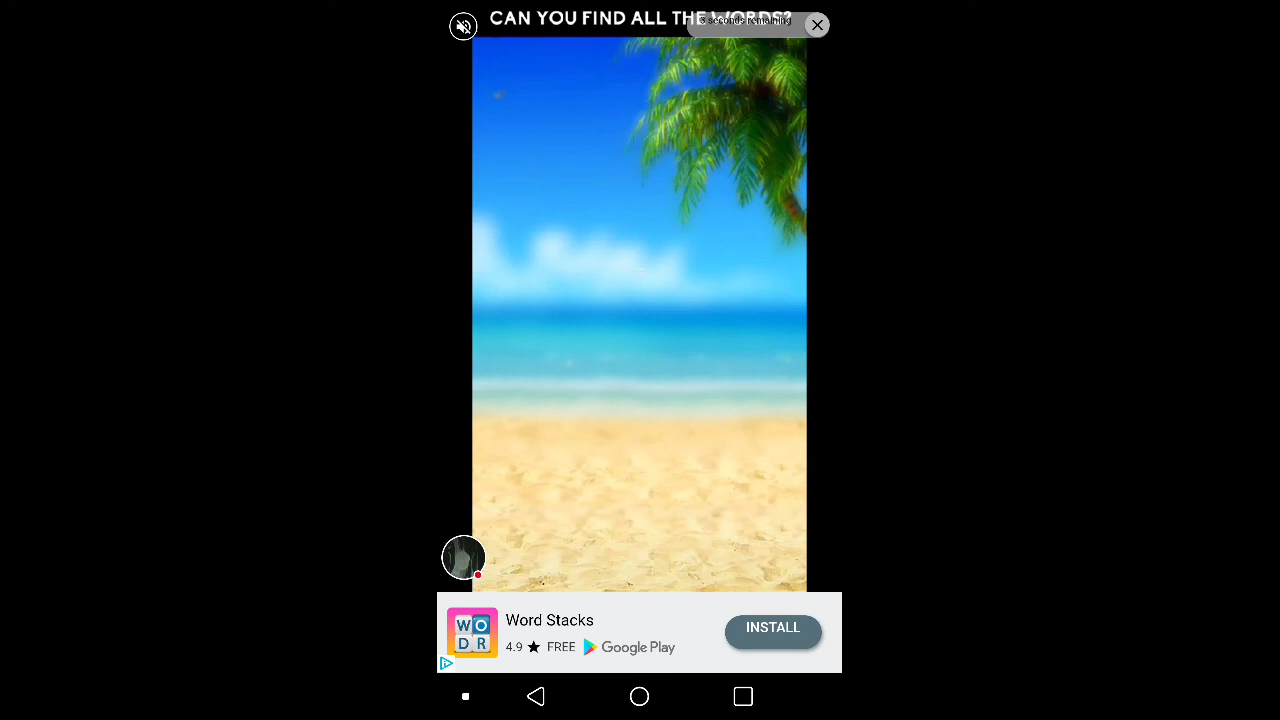 CAN YOU FIND ALL THE WORDS?
seconds remaining
W O
D R
Word Stacks
4.9 ★ FREE Google Play
INSTALL